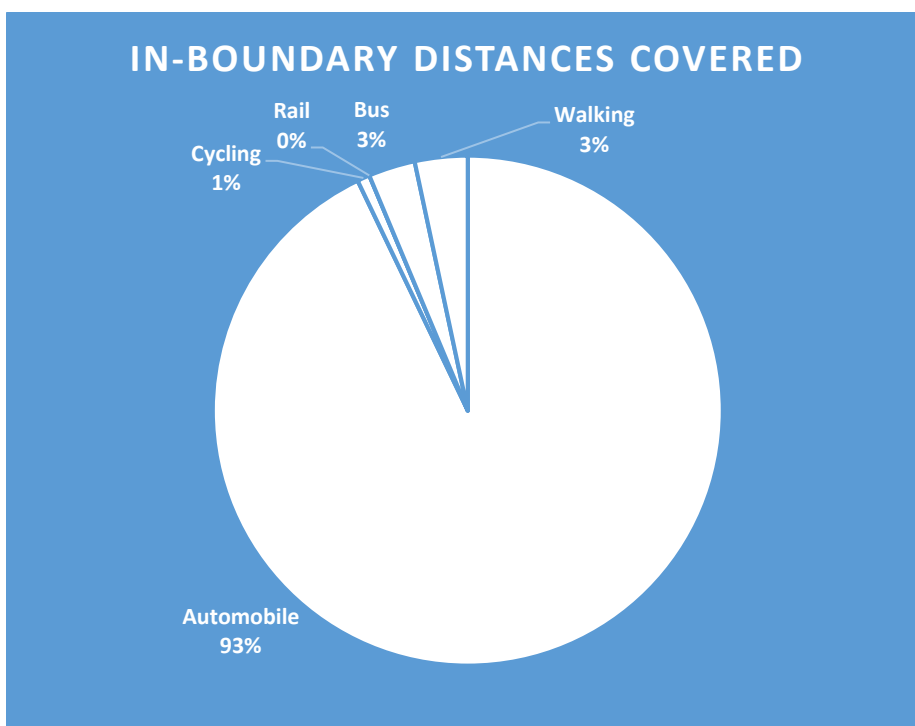 IN-BOUNDARY DISTANCES COVERED
Rail
0%
Bus
3%
Walking
3%
Cycling
1%
Automobile
93%